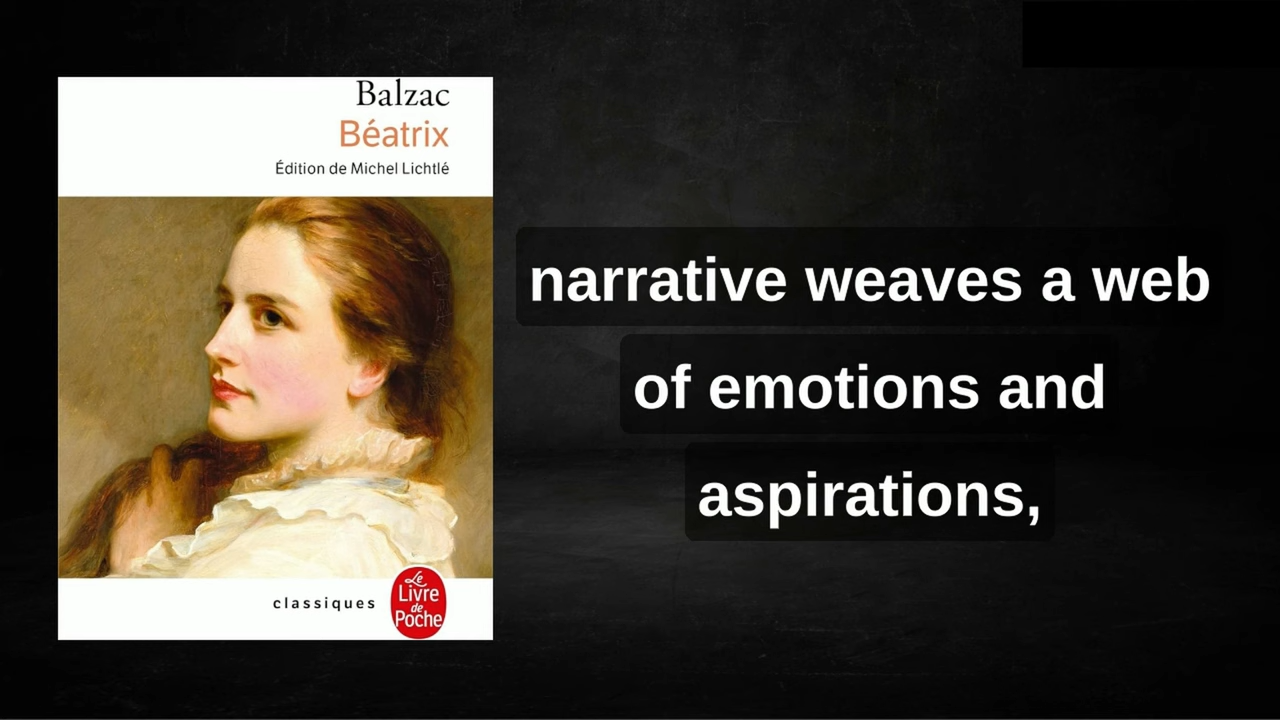 Balzac
Béatrix
Édition de Michel Lichtlé
classiques
Le
Livre
de
Poche
narrative weaves a web
of emotions and
aspirations,